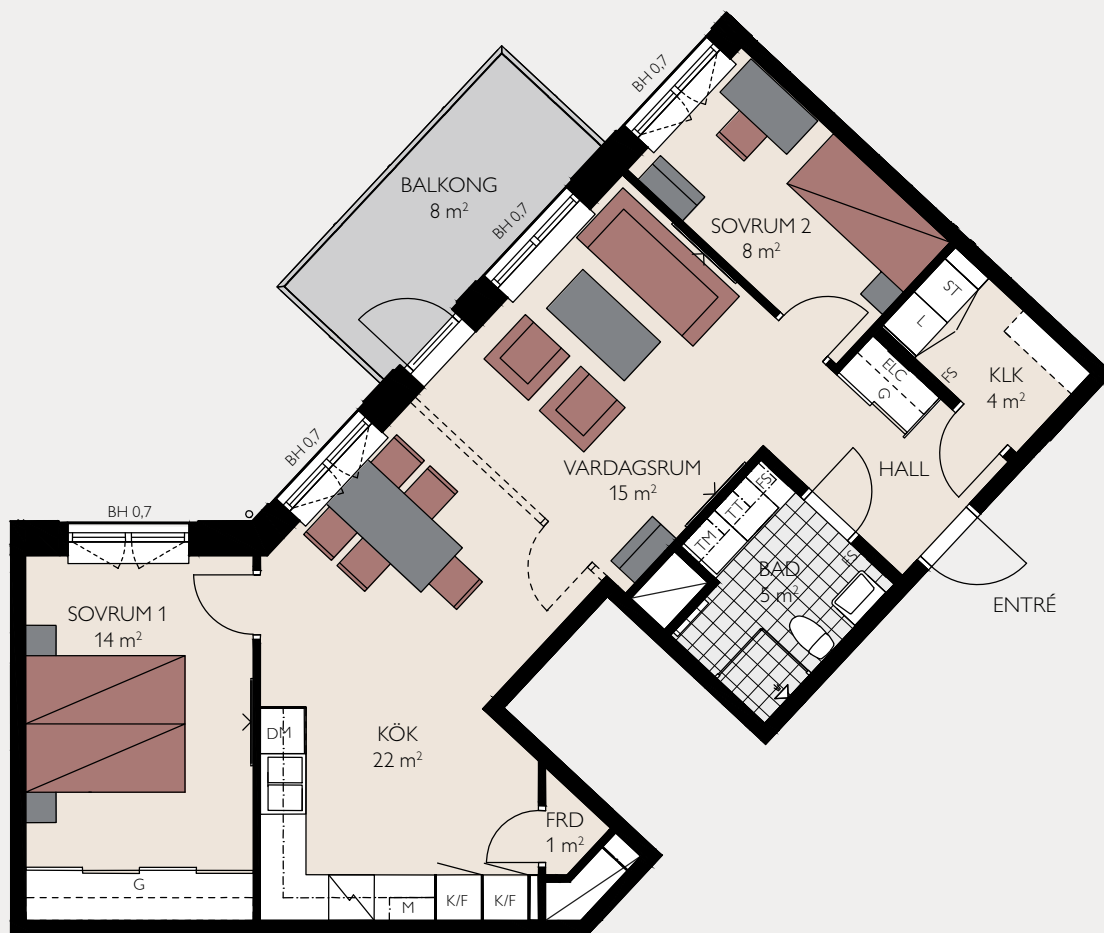 BH 0,7
BALKONG
8 m²
BH 0,7
SOVRUM 2
8 m²
ST
L
ELC
G
FS
KLK
4 m²
BH 0,7
VARDAGSRUM
15 m²
HALL
FS
TT
TM
BAD
5 m²
FS
ENTRÉ
BH 0,7
SOVRUM 1
14 m²
DM
KÖK
22 m²
FRD
1 m²
G
M
K/F
K/F